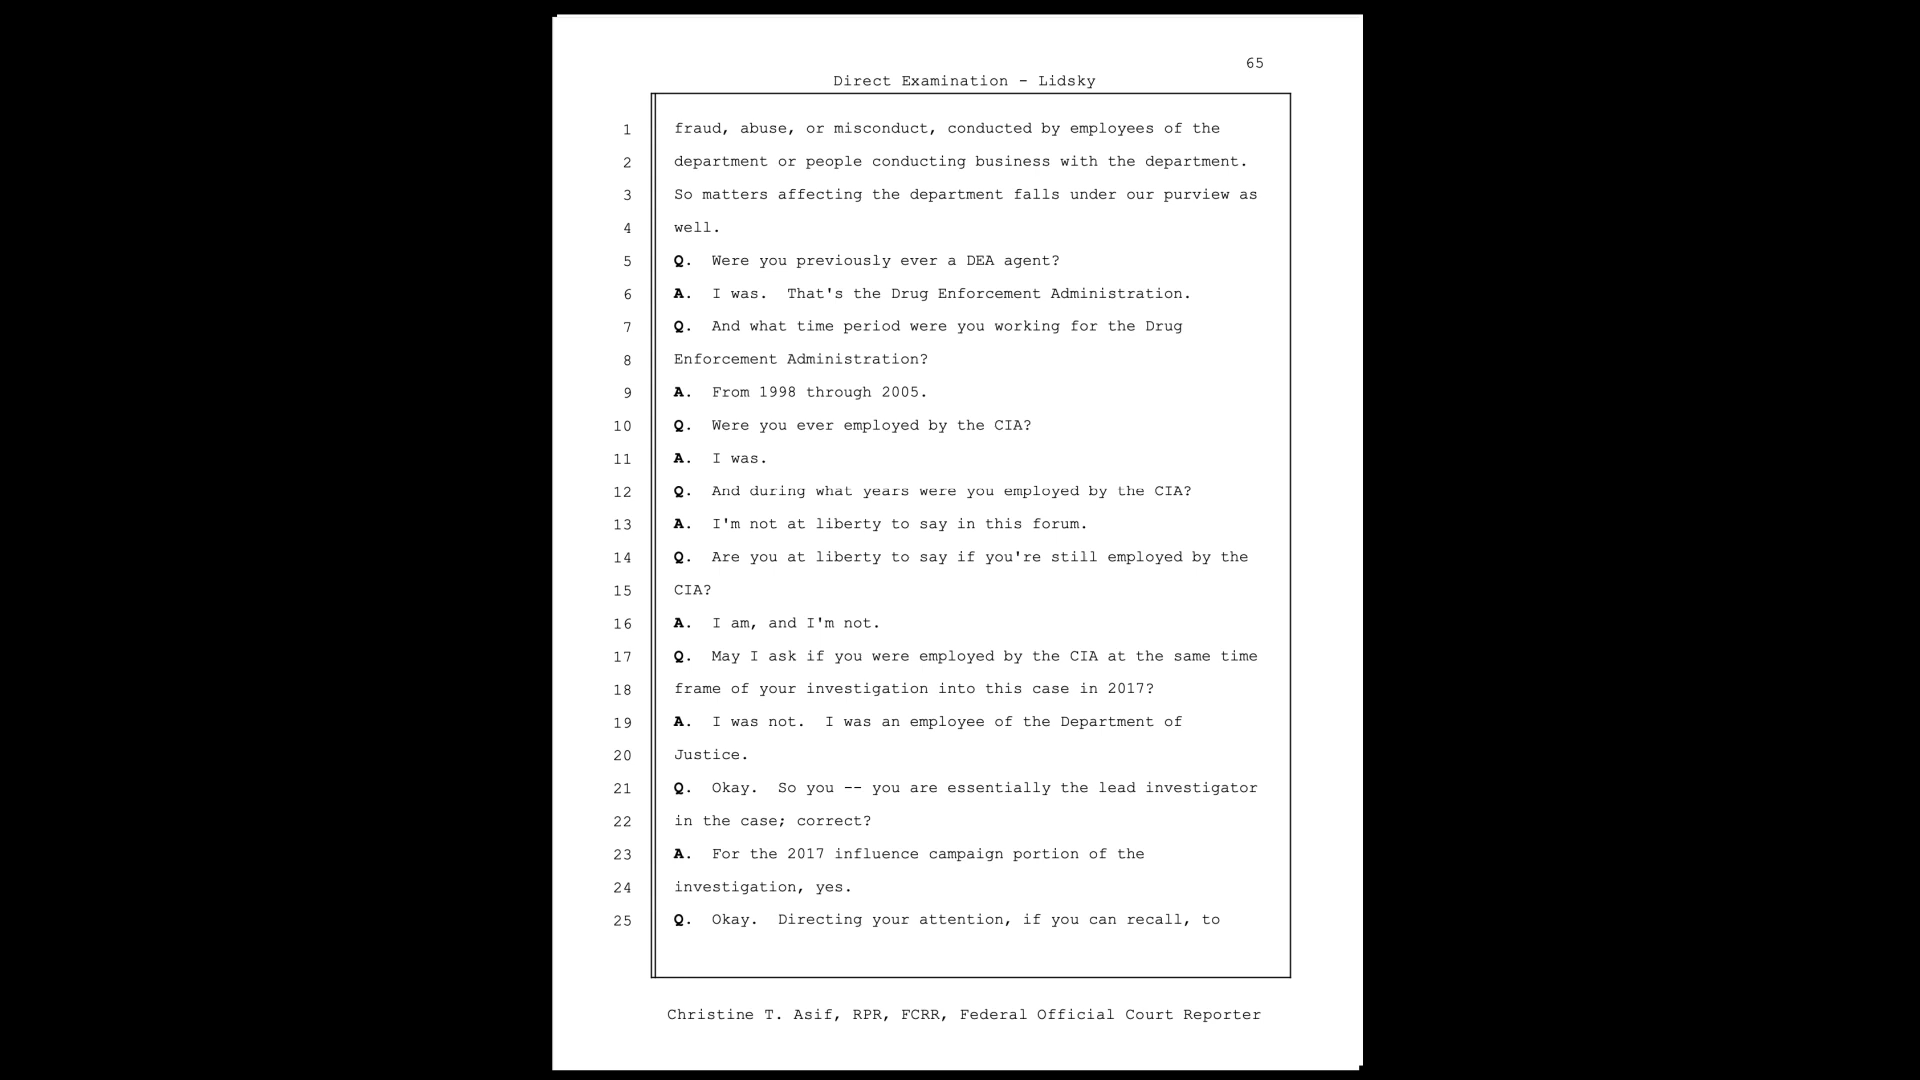 65
Direct Examination - Lidsky
1 fraud, abuse, or misconduct, conducted by employees of the
2 department or people conducting business with the department.
3 So matters affecting the department falls under our purview as
4 well.
5 Q. Were you previously ever a DEA agent?
6 A. I was. That's the Drug Enforcement Administration.
7 Q. And what time period were you working for the Drug
8 Enforcement Administration?
9 A. From 1998 through 2005.
10 Q. Were you ever employed by the CIA?
11 A. I was.
12 Q. And during what years were you employed by the CIA?
13 A. I'm not at liberty to say in this forum.
14 Q. Are you at liberty to say if you're still employed by the
15 CIA?
16 A. I am, and I'm not.
17 Q. May I ask if you were employed by the CIA at the same time
18 frame of your investigation into this case in 2017?
19 A. I was not. I was an employee of the Department of
20 Justice.
21 Q. Okay. So you -- you are essentially the lead investigator
22 in the case; correct?
23 A. For the 2017 influence campaign portion of the
24 investigation, yes.
25 Q. Okay. Directing your attention, if you can recall, to
Christine T. Asif, RPR, FCRR, Federal Official Court Reporter